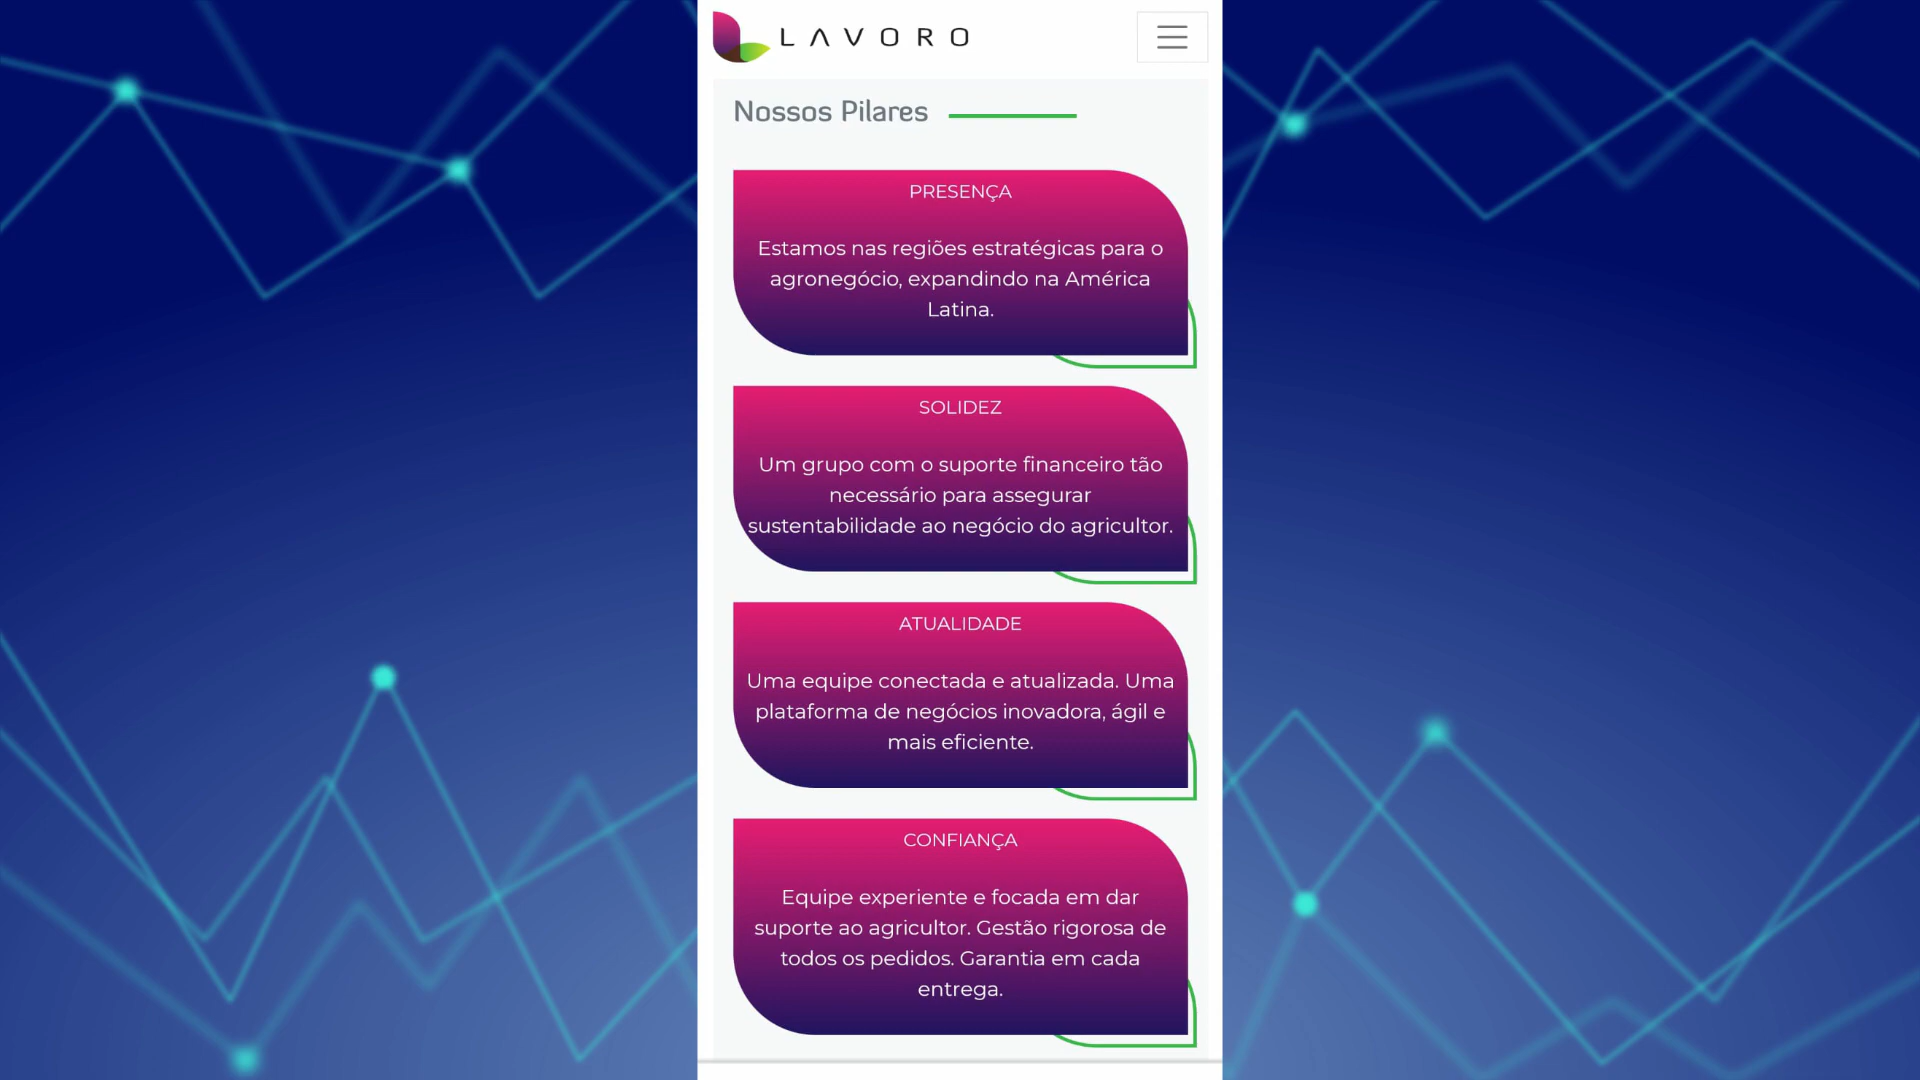 LAVORO
Nossos Pilares
PRESENÇA
Estamos nas regiões estratégicas para o
agronegócio, expandindo na América
Latina.
SOLIDEZ
Um grupo com o suporte financeiro tão
necessário para assegurar
sustentabilidade ao negócio do agricultor.
ATUALIDADE
Uma equipe conectada e atualizada. Uma
plataforma de negócios inovadora, ágil e
mais eficiente.
CONFIANÇA
Equipe experiente e focada em dar
suporte ao agricultor. Gestão rigorosa de
todos os pedidos. Garantia em cada
entrega.